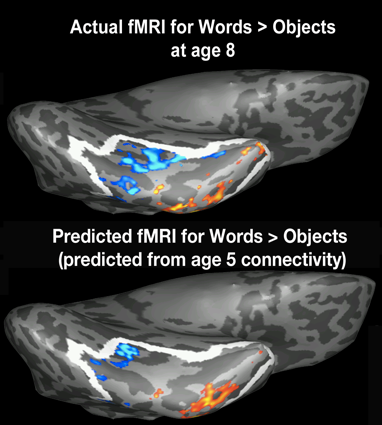 Actual fMRI for Words > Objects
at age 8
Predicted fMRI for Words > Objects
(predicted from age 5 connectivity)